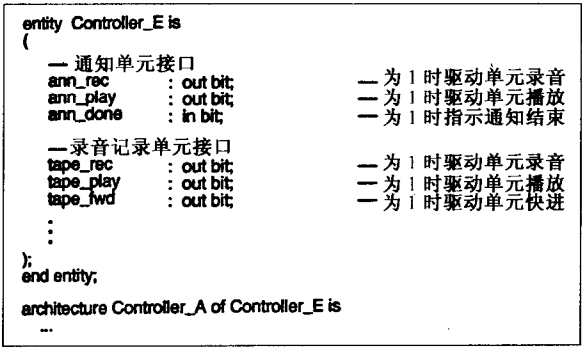 entity Controller_E is
(
— 通知单元接口
ann_rec : out bit; — 为1时驱动单元录音
ann_play : out bit; — 为1时驱动单元播放
ann_done : in bit; — 为1时指示通知结束
— 录音记录单元接口
tape_rec : out bit; — 为1时驱动单元录音
tape_play : out bit; — 为1时驱动单元播放
tape_fwd : out bit; — 为1时驱动单元快进
⋮
);
end entity;
architecture Controller_A of Controller_E is
...